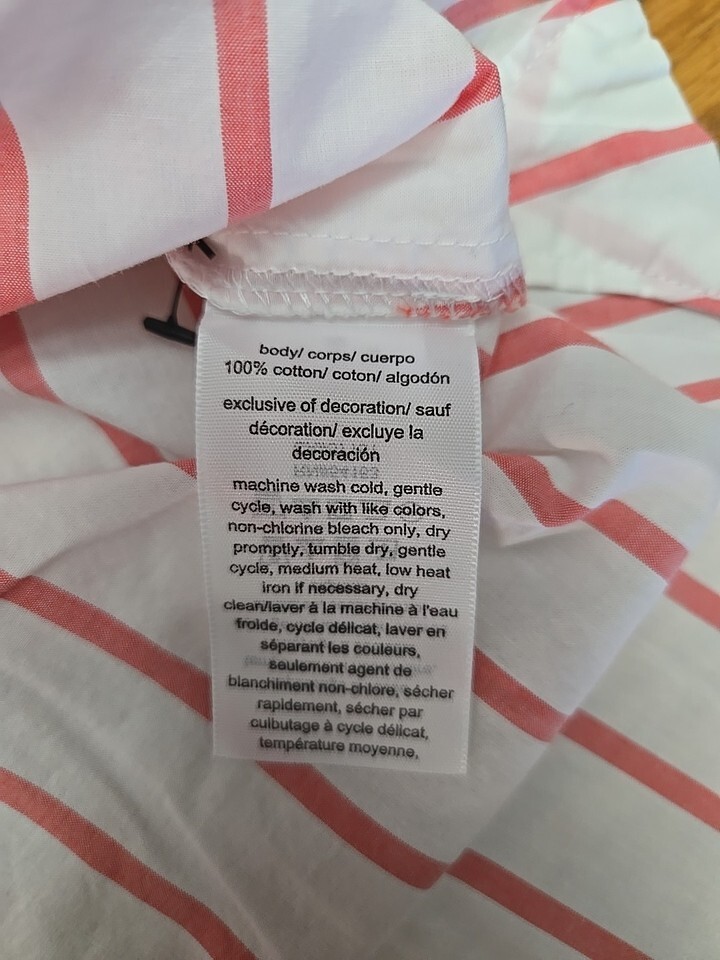 body/ corps/ cuerpo
100% cotton/ coton/ algodón
exclusive of decoration/ sauf
décoration/ excluye la
decoración
machine wash cold, gentle
cycle, wash with like colors,
non-chlorine bleach only, dry
promptly, tumble dry, gentle
cycle, medium heat, low heat
iron if necessary, dry
clean/laver à la machine à l'eau
froide, cycle délicat, laver en
séparant les couleurs,
seulement agent de
blanchiment non-chlore, sécher
rapidement, sécher par
culbutage à cycle délicat,
température moyenne,